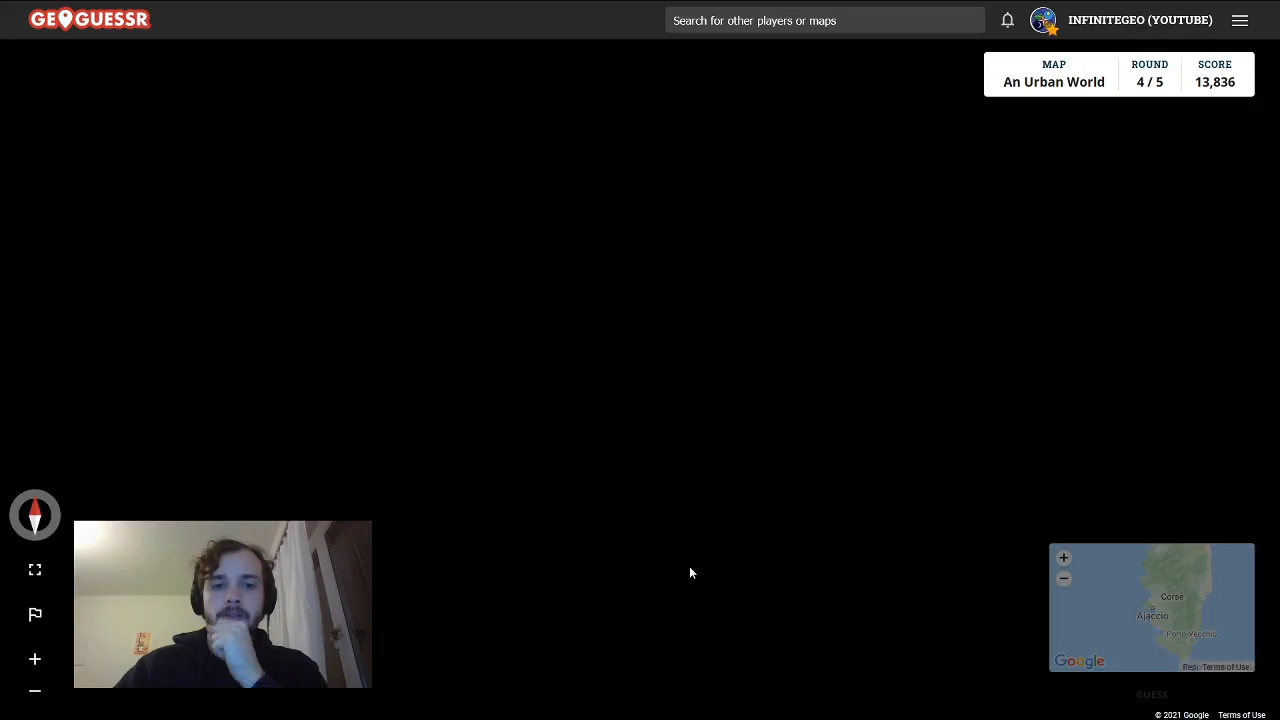 GEOGUESSR
Search for other players or maps
INFINITEGEO (YOUTUBE)
MAP
ROUND
SCORE
An Urban World
4 / 5
13,836
Corse
Ajaccio
Porto-Vecchio
Google
Terms of Use
GUESS
© 2021 Google
Terms of Use